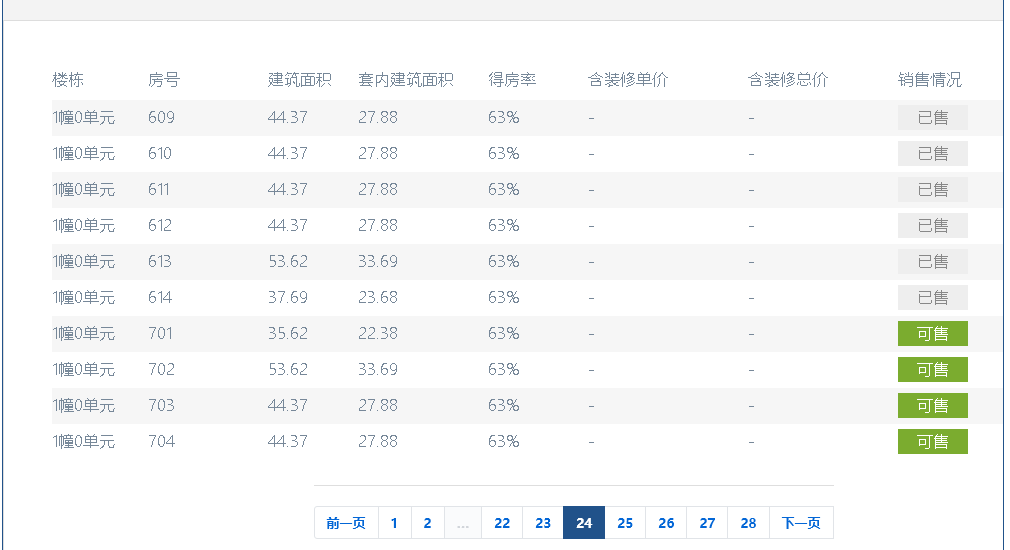 楼栋 房号 建筑面积 套内建筑面积 得房率 含装修单价 含装修总价 销售情况
1幢0单元 609 44.37 27.88 63% - - 已售
1幢0单元 610 44.37 27.88 63% - - 已售
1幢0单元 611 44.37 27.88 63% - - 已售
1幢0单元 612 44.37 27.88 63% - - 已售
1幢0单元 613 53.62 33.69 63% - - 已售
1幢0单元 614 37.69 23.68 63% - - 已售
1幢0单元 701 35.62 22.38 63% - - 可售
1幢0单元 702 53.62 33.69 63% - - 可售
1幢0单元 703 44.37 27.88 63% - - 可售
1幢0单元 704 44.37 27.88 63% - - 可售
前一页 1 2 ... 22 23 24 25 26 27 28 下一页